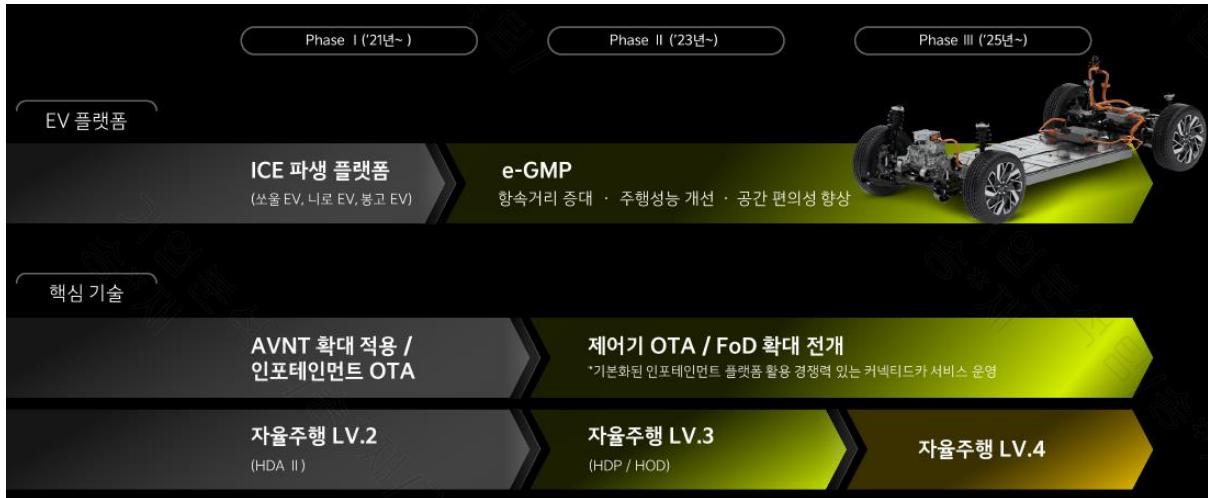 Phase Ⅰ ('21년~ )
Phase Ⅱ ('23년~)
Phase Ⅲ ('25년~)
EV 플랫폼
ICE 파생 플랫폼
(쏘울 EV, 니로 EV, 봉고 EV)
e-GMP
항속거리 증대 · 주행성능 개선 · 공간 편의성 향상
핵심 기술
AVNT 확대 적용 /
인포테인먼트 OTA
제어기 OTA / FoD 확대 전개
*기본화된 인포테인먼트 플랫폼 활용 경쟁력 있는 커넥티드카 서비스 운영
자율주행 LV.2
(HDA Ⅱ)
자율주행 LV.3
(HDP / HOD)
자율주행 LV.4